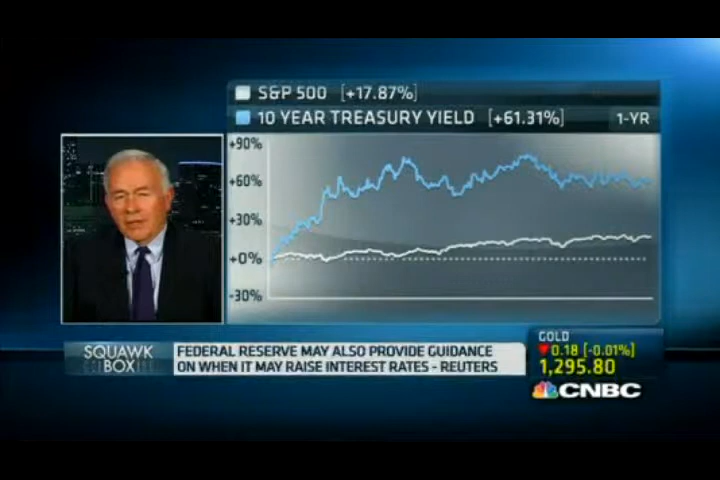 S&P 500 [+17.87%]
10 YEAR TREASURY YIELD [+61.31%] 1-YR
+90%
+60%
+30%
+0%
-30%
SQUAWK
BOX
FEDERAL RESERVE MAY ALSO PROVIDE GUIDANCE
ON WHEN IT MAY RAISE INTEREST RATES - REUTERS
GOLD
0.18 [-0.01%]
1,295.80
CNBC